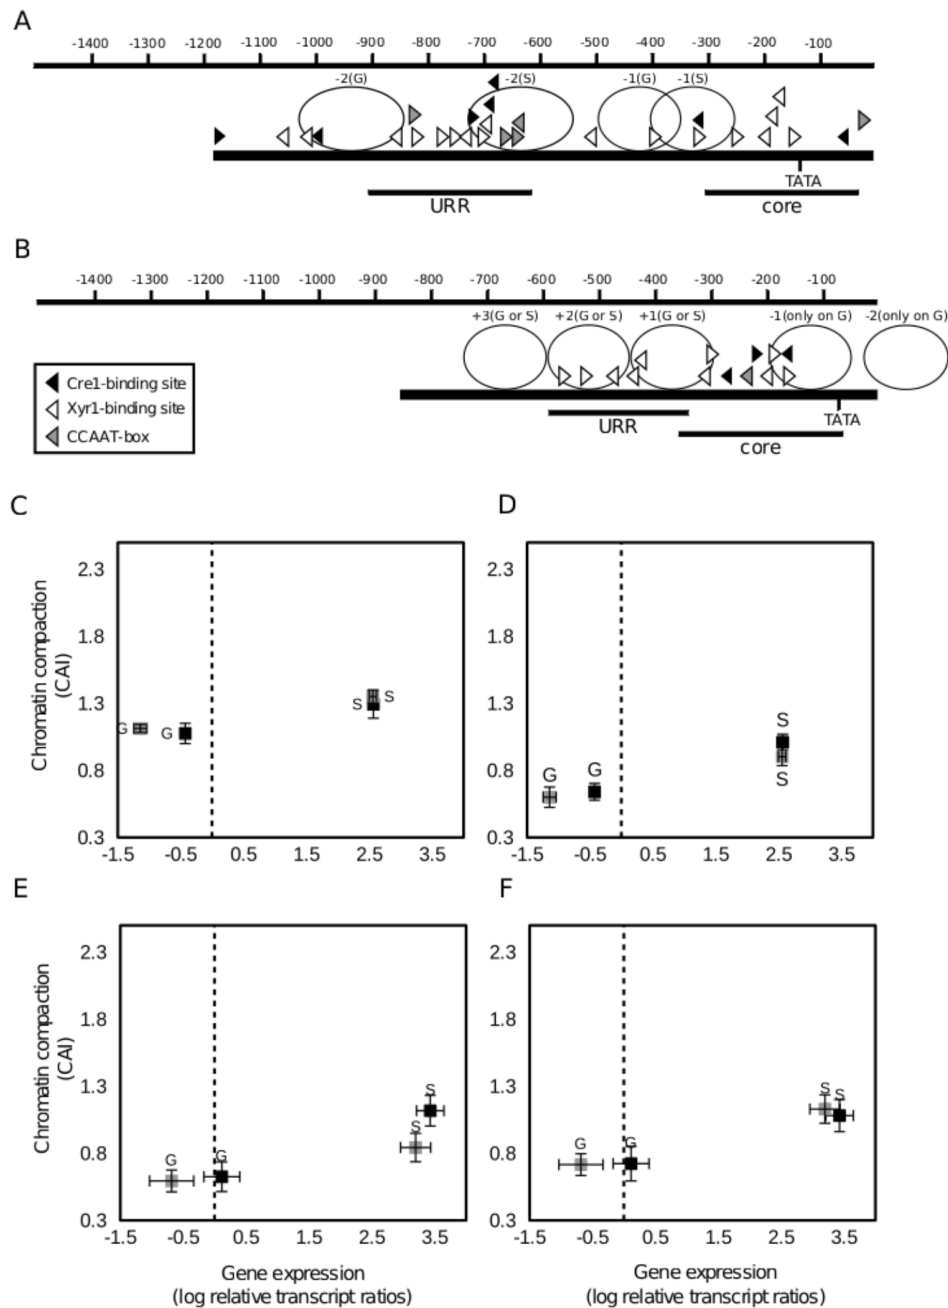 A
-1400 -1300 -1200 -1100 -1000 -900 -800 -700 -600 -500 -400 -300 -200 -100
-2(G) -2(S) -1(G) -1(S)
TATA
URR core
B
-1400 -1300 -1200 -1100 -1000 -900 -800 -700 -600 -500 -400 -300 -200 -100
+3(G or S) +2(G or S) +1(G or S) -1(only on G) -2(only on G)
Cre1-binding site
Xyr1-binding site
CCAAT-box
TATA
URR
core
C
Chromatin compaction
(CAI)
2.3
1.8
1.3
0.8
0.3
G G S S
-1.5 -0.5 0.5 1.5 2.5 3.5
D
2.3
1.8
1.3
0.8
0.3
S
G G
S
-1.5 -0.5 0.5 1.5 2.5 3.5
E
Chromatin compaction
(CAI)
2.3
1.8
1.3
0.8
0.3
S
S
G G
-1.5 -0.5 0.5 1.5 2.5 3.5
Gene expression
(log relative transcript ratios)
F
2.3
1.8
1.3
0.8
0.3
S S
G G
-1.5 -0.5 0.5 1.5 2.5 3.5
Gene expression
(log relative transcript ratios)